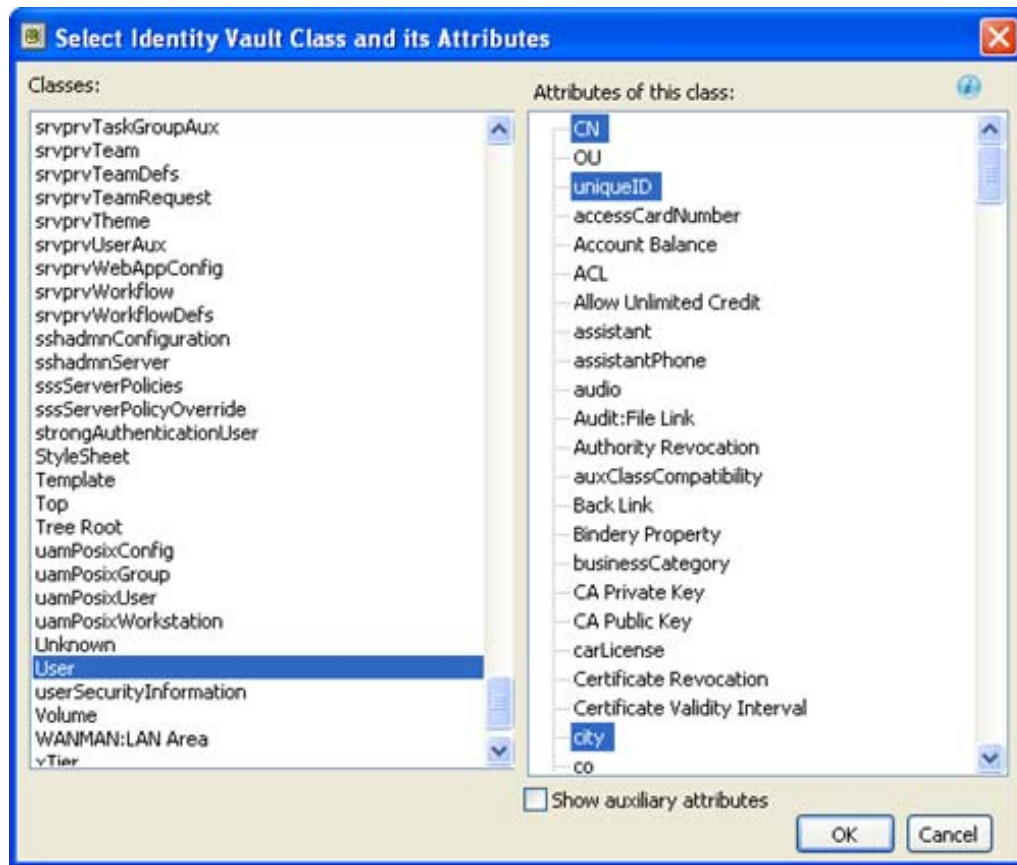 Select Identity Vault Class and its Attributes
Classes:
srvprvTaskGroupAux
srvprvTeam
srvprvTeamDefs
srvprvTeamRequest
srvprvTheme
srvprvUserAux
srvprvWebAppConfig
srvprvWorkflow
srvprvWorkflowDefs
sshadmnConfiguration
sshadmnServer
sssServerPolicies
sssServerPolicyOverride
strongAuthenticationUser
StyleSheet
Template
Top
Tree Root
uamPosixConfig
uamPosixGroup
uamPosixUser
uamPosixWorkstation
Unknown
User
userSecurityInformation
Volume
WANMAN:LAN Area
vTier
Attributes of this class:
CN
OU
uniqueID
accessCardNumber
Account Balance
ACL
Allow Unlimited Credit
assistant
assistantPhone
audio
Audit:File Link
Authority Revocation
auxClassCompatibility
Back Link
Bindery Property
businessCategory
CA Private Key
CA Public Key
carLicense
Certificate Revocation
Certificate Validity Interval
city
co
Show auxiliary attributes
OK
Cancel